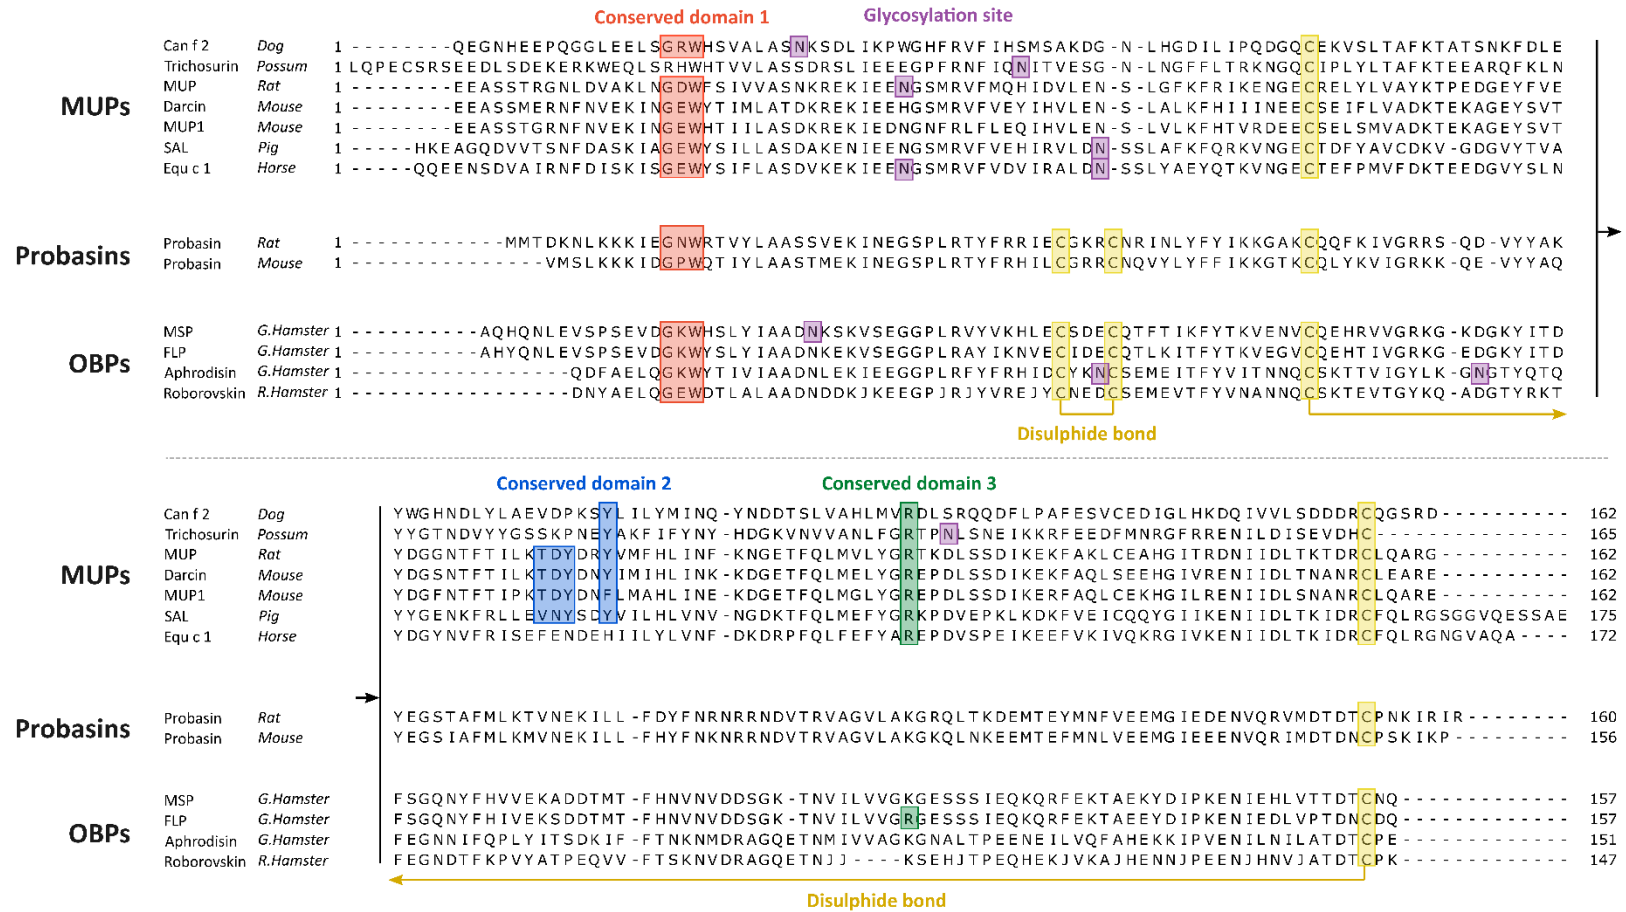 Conserved domain 1 Glycosylation site
Can f 2 Dog 1 --------QEGNHEEPQGGLEELSGRWHSVALASNKSDLIKPWGHFRVFIHSMSAKDG-N-LHGDILIPQDGQCEKVSLTAFKTATSNKFDLE
Trichosurin Possum 1 LQPECSRSEEDLSDEKERKWEQLSRHWHTVVLASSDRSLIEEEGPFRNFIQNITVESG-N-LNGFFLTRKNGQCIPLYLTAFKTEEARQFKLN
MUP Rat 1 --------EEASSTRGNLDVAKLNGDWFSIVVASNKREKIEENGSMRVFMQHIDVLEN-S-LGFKFRIKENGECRELYLVAYKTPEDGEYFVE
MUPs
Darcin Mouse 1 --------EEASSMERNFNVEKINGEWYTIMLATDKREKIEEHGSMRVFVEYIHVLEN-S-LALKFHIIINEECSEIFLVADKTEKAGEYSVT
MUP1 Mouse 1 --------EEASSTGRNFNVEKINGEWHTIILASDKREKIEDNGNFRLFLEQIHVLEN-S-LVLKFHTVRDEECSELSMVADKTEKAGEYSVT
SAL Pig 1 -----HKEAGQDVVTSNFDASKIAGEWYSILLASDAKENIEENGSMRVFVEHIRVLDN-SSLAFKFQRKVNGECTDFYAVCDKV-GDGVYTVA
Equ c 1 Horse 1 -----QQEENSDVAIRNFDISKISGEWYSIFLASDVKEKIEENGSMRVFVDVIRALDN-SSLYAEYQTKVNGECTEFPMVFDKTEEDGVYSLN
Probasins
Probasin Rat 1 ------------MMTDKNLKKKIEGNWRTVYLAASSVEKINEGSPLRTYFRRIECGKRCNRINLYFYIKKGAKCQQFKIVGRRS-QD-VYYAK
Probasin Mouse 1 ---------------VMSLKKKIDGPWQTIYLAASTMEKINEGSPLRTYFRHILCGRRCNQVYLYFFIKKGTKCQLYKVIGRKK-QE-VYYAQ
OBPs
MSP G.Hamster 1 ----------AQHQNLEVSPSEVDGKWHSLYIAADNKSKVSEGGPLRVYVKHLECSDECQTFTIKFYTKVENVCQEHRVVGRKG-KDGKYITD
FLP G.Hamster 1 ----------AHYQNLEVSPSEVDGKWYSLYIAADNKEKVSEGGPLRAYIKNVECIDECQTLKITFYTKVEGVCQEHTIVGRKG-EDGKYITD
Aphrodisin G.Hamster 1 -----------------QDFAELQGKWYTIVIAADNLEKIEEGGPLRFYFRHIDCYKNCSEMEITFYVITNNQCSKTTVIGYLK-GNGTYQTQ
Roborovskin R.Hamster 1 -----------------DNYAELQGEWDTLALAADNDDKJKEEGPJRJYVREJYCNEDCSEMEVTFYVNANNQCSKTEVTGYKQ-ADGTYRKT
Disulphide bond
Conserved domain 2 Conserved domain 3
Can f 2 Dog YWGHNDLYLAEVDPKSYLILYMINQ-YNDDTSLVAHLMVRDLSRQQDFLPAFESVCEDIGLHKDQIVVLSDDDRCQGSRD---------- 162
Trichosurin Possum YYGTNDVYYGSSKPNEYAKFIFYNY-HDGKVNVVANLFGRTPNLSNEIKKRFEEDFMNRGFRRENILDISEVDHC--------------- 165
MUP Rat YDGGNTFTILKTDYDRYVMFHLINF-KNGETFQLMVLYGRTKDLSSDIKEKFAKLCEAHGITRDNIIDLTKTDRCLQARG---------- 162
MUPs
Darcin Mouse YDGSNTFTILKTDYDNYIMIHLINK-KDGETFQLMELYGREPDLSSDIKEKFAQLSEEHGIVRENIIDLTNANRCLEARE---------- 162
MUP1 Mouse YDGFNTFTIPKTDYDNFLMAHLINE-KDGETFQLMGLYGREPDLSSDIKERFAQLCEKHGILRENIIDLSNANRCLQARE---------- 162
SAL Pig YYGENKFRLLEVNYSDYVILHLVNV-NGDKTFQLMEFYGRKPDVEPKLKDKFVEICQQYGIIKENIIDLTKIDRCFQLRGSGGVQESSAE 175
Equ c 1 Horse YDGYNVFRISEFENDEHIILYLVNF-DKDRPFQLFEFYAREPDVSPEIKEEFVKIVQKRGIVKENIIDLTKIDRCFQLRGNGVAQA---- 172
Probasins
Probasin Rat YEGSTAFMLKTVNEKILL-FDYFNRNRRNDVTRVAGVLAKGRQLTKDEMTEYMNFVEEMGIEDENVQRVMDTDTCPNKIRIR-------- 160
Probasin Mouse YEGSIAFMLKMVNEKILL-FHYFNKNRRNDVTRVAGVLAKGKQLNKEEMTEFMNLVEEMGIEEENVQRIMDTDNCPSKIKP--------- 156
OBPs
MSP G.Hamster FSGQNYFHVVEKADDTMT-FHNVNVDDSGK-TNVILVVGKGESSSIEQKQRFEKTAEKYDIPKENIEHLVTTDTCNQ------------- 157
FLP G.Hamster FSGQNYFHIVEKSDDTMT-FHNVNVDDSGK-TNVILVVGRGESSSIEQKQRFEKTAEKYDIPKENIEDLVPTDNCDQ------------- 157
Aphrodisin G.Hamster FEGNNIFQPLYITSDKIF-FTNKNMDRAGQETNMIVVAGKGNALTPEENEILVQFAHEKKIPVENILNILATDTCPE------------- 151
Roborovskin R.Hamster FEGNDTFKPVYATPEQVV-FTSKNVDRAGQETNJJ----KSEHJTPEQHEKJVKAJHENNJPEENJHNVJATDTCPK------------- 147
Disulphide bond